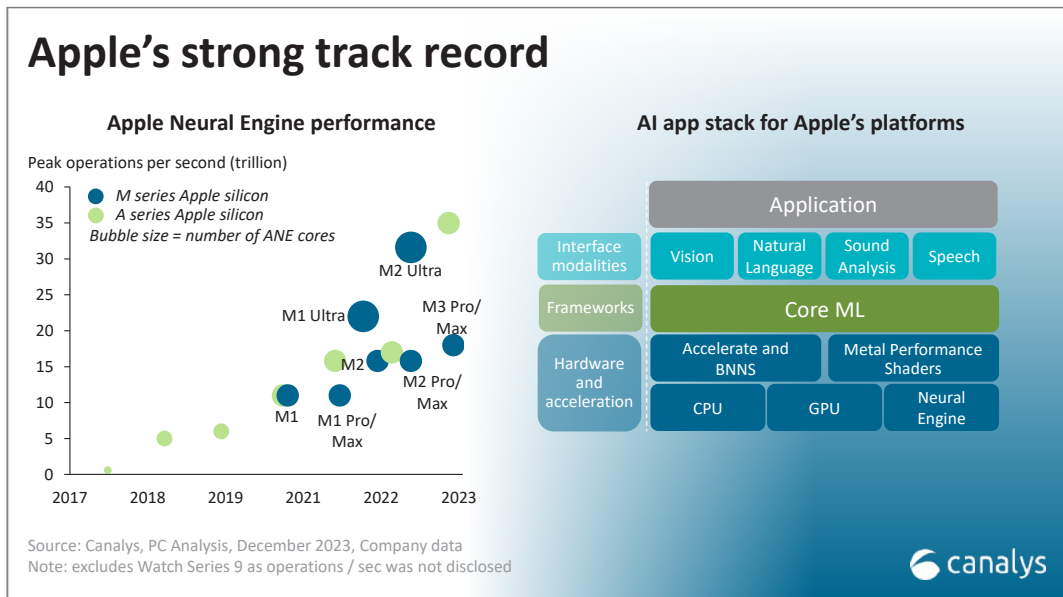 Apple's strong track record
Apple Neural Engine performance
Peak operations per second (trillion)
M series Apple silicon
A series Apple silicon
Bubble size = number of ANE cores
40
35
30
25
20
15
10
5
0
2017 2018 2019 2021 2022 2023
M2 Ultra
M1 Ultra
M3 Pro/
Max
M2
M2 Pro/
Max
M1
M1 Pro/
Max
AI app stack for Apple's platforms
Application
Interface
modalities
Vision
Natural
Language
Sound
Analysis
Speech
Frameworks
Core ML
Hardware
and
acceleration
Accelerate and
BNNS
Metal Performance
Shaders
CPU
GPU
Neural
Engine
Source: Canalys, PC Analysis, December 2023, Company data
Note: excludes Watch Series 9 as operations / sec was not disclosed
canalys